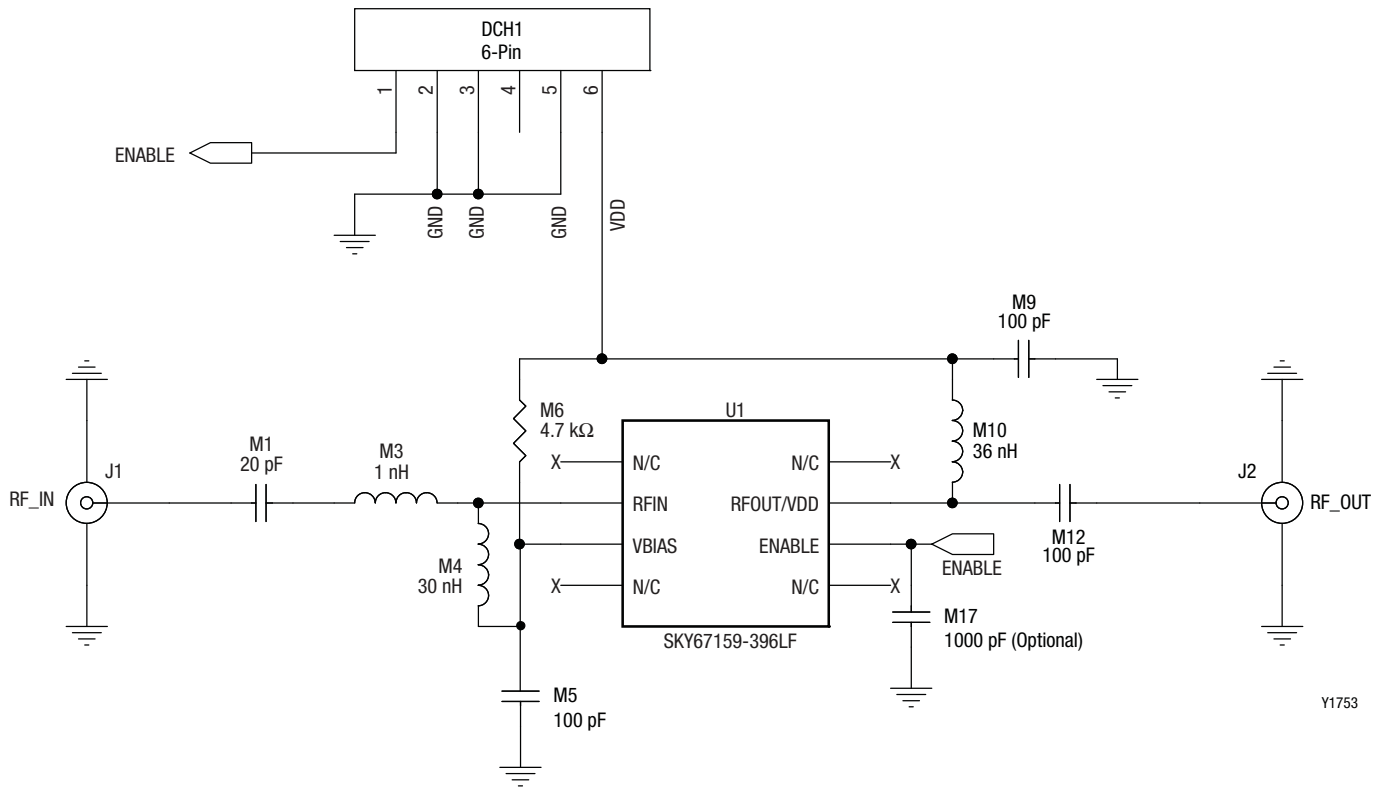 DCH1
6-Pin
1
2
3
4
5
6
ENABLE
GND
GND
GND
VDD
M9
100 pF
M6
4.7 kΩ
U1
M10
36 nH
M1
20 pF
M3
1 nH
J1
RF_IN
X
N/C
N/C
X
RFIN
RFOUT/VDD
J2
RF_OUT
M4
30 nH
VBIAS
ENABLE
ENABLE
M12
100 pF
X
N/C
N/C
X
SKY67159-396LF
M17
1000 pF (Optional)
M5
100 pF
Y1753